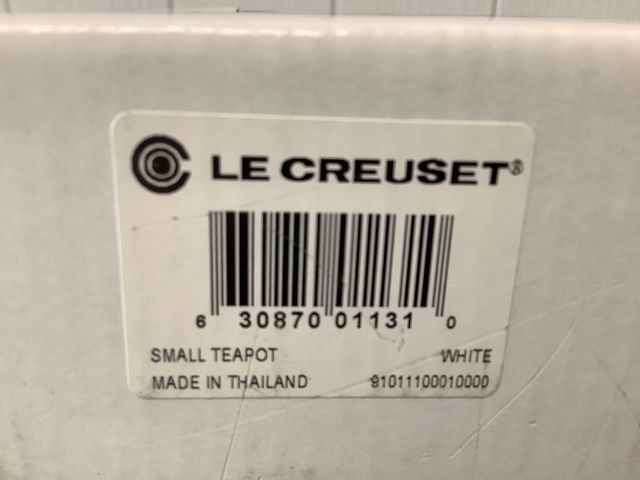 LE CREUSET®
6 30870 01131 0
SMALL TEAPOT WHITE
MADE IN THAILAND 91011100010000